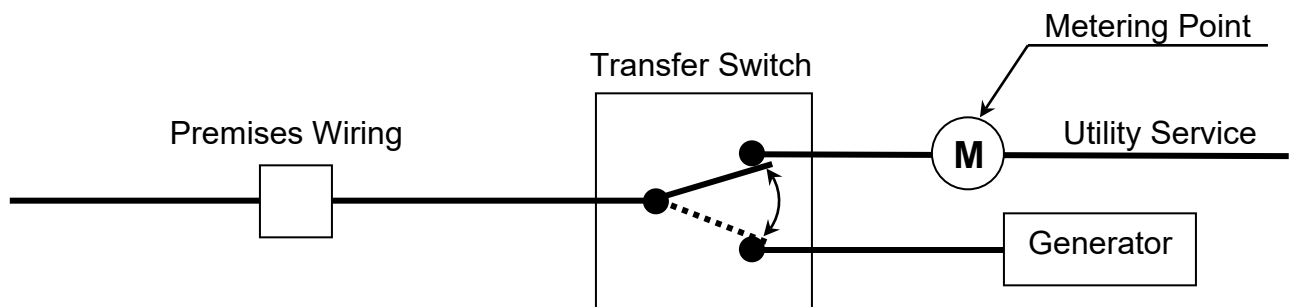 Metering Point
Transfer Switch
Premises Wiring
M
Utility Service
Generator